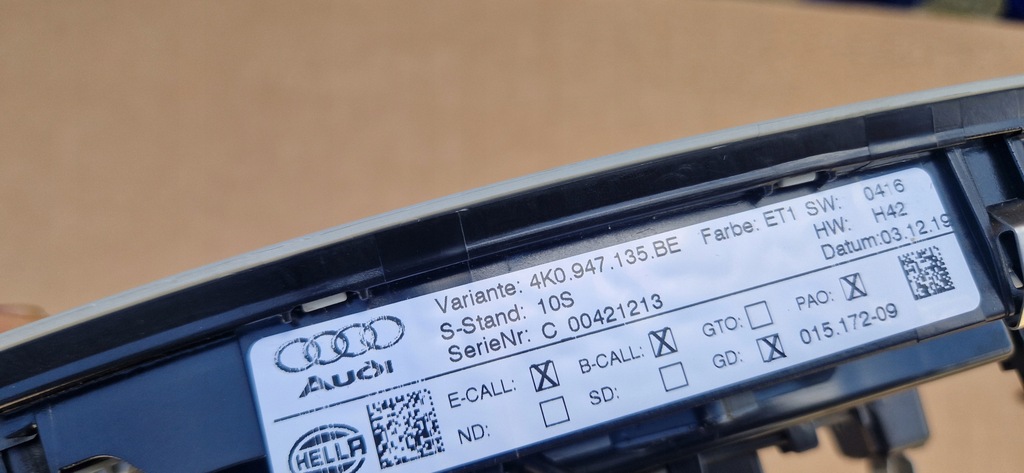 Variante: 4K0.947.135.BE Farbe: ET1 SW: 0416
S-Stand: 10S HW: H42
SerieNr: C 00421213 Datum:03.12.19
AUDI
E-CALL: B-CALL: GTO: PAO:
ND: SD: GD: 015.172-09
HELLA